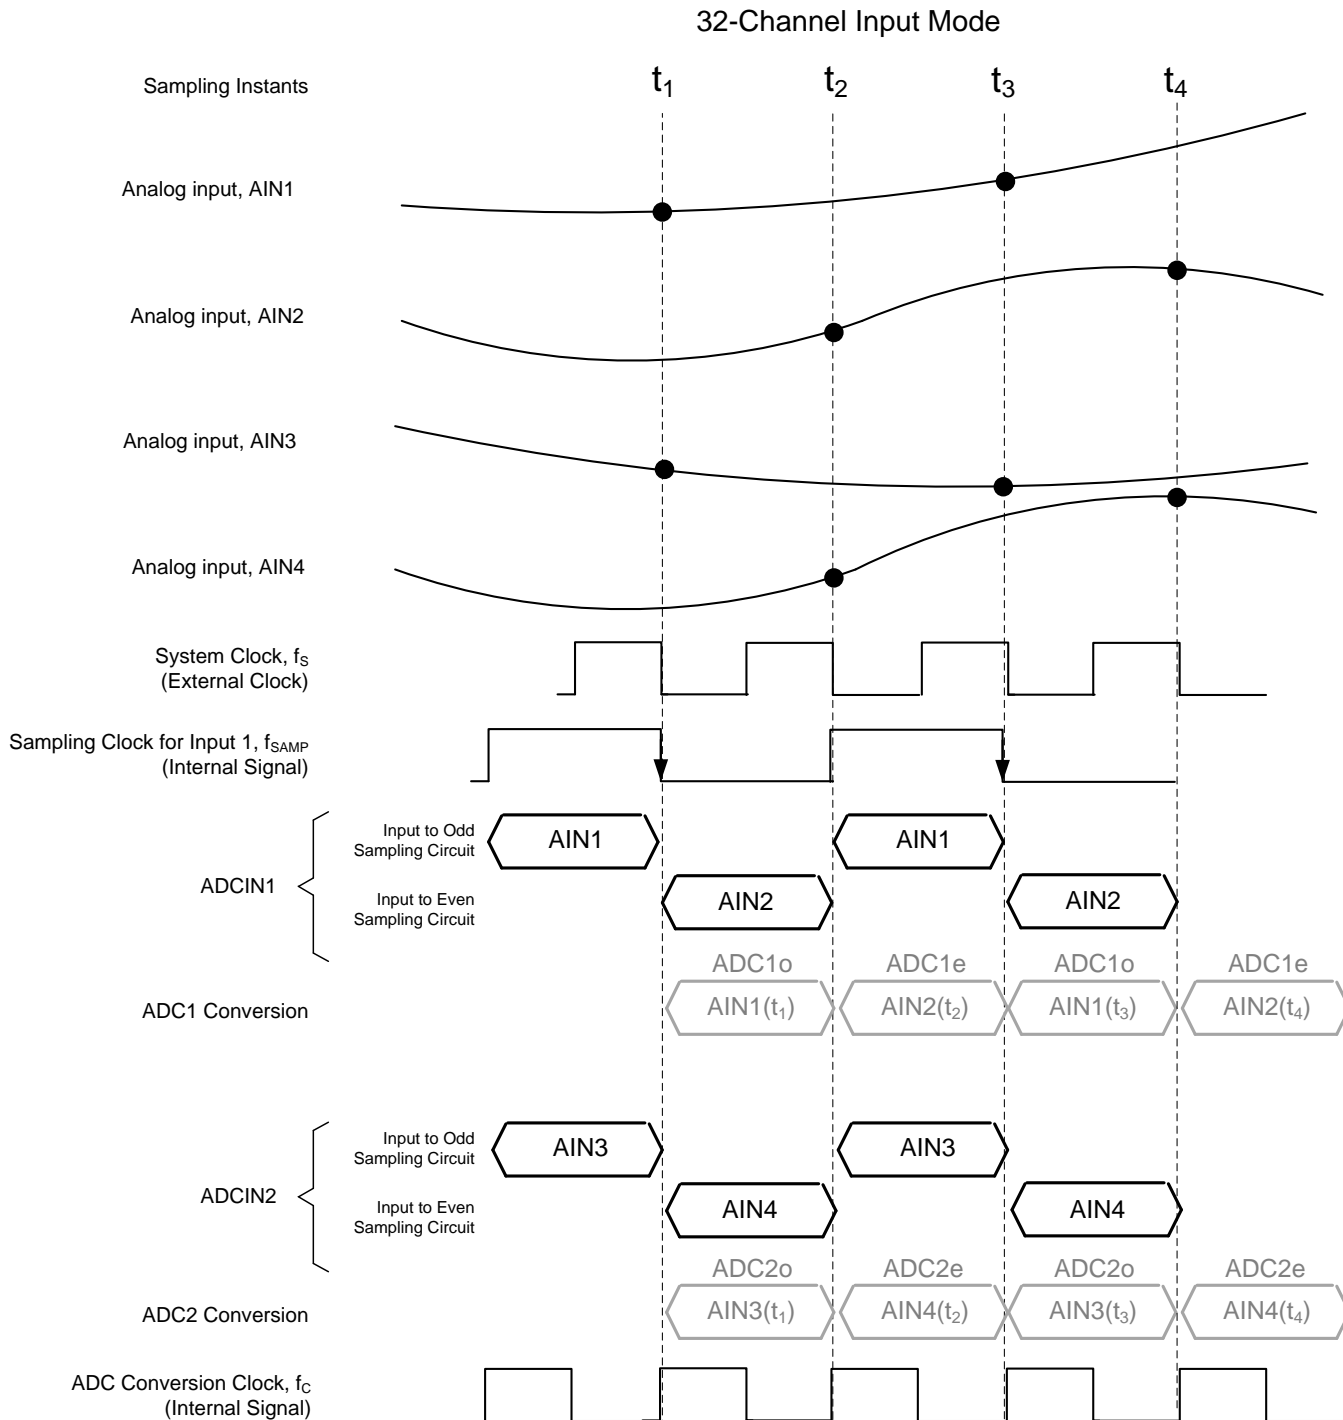 32-Channel Input Mode
Sampling Instants
t1 t2 t3 t4
Analog input, AIN1
Analog input, AIN2
Analog input, AIN3
Analog input, AIN4
System Clock, fS
(External Clock)
Sampling Clock for Input 1, fSAMP
(Internal Signal)
ADCIN1
Input to Odd
Sampling Circuit
AIN1 AIN1
Input to Even
Sampling Circuit
AIN2 AIN2
ADC1o ADC1e ADC1o ADC1e
ADC1 Conversion
AIN1(t1) AIN2(t2) AIN1(t3) AIN2(t4)
ADCIN2
Input to Odd
Sampling Circuit
AIN3 AIN3
Input to Even
Sampling Circuit
AIN4 AIN4
ADC2o ADC2e ADC2o ADC2e
ADC2 Conversion
AIN3(t1) AIN4(t2) AIN3(t3) AIN4(t4)
ADC Conversion Clock, fC
(Internal Signal)